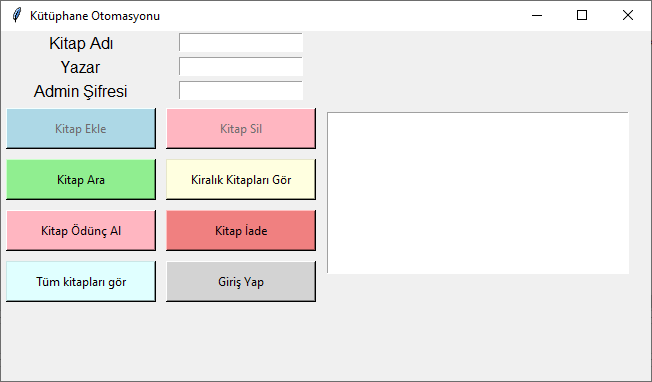 Kütüphane Otomasyonu
Kitap Adı
Yazar
Admin Şifresi
Kitap Ekle
Kitap Sil
Kitap Ara
Kiralık Kitapları Gör
Kitap Ödünç Al
Kitap İade
Tüm kitapları gör
Giriş Yap